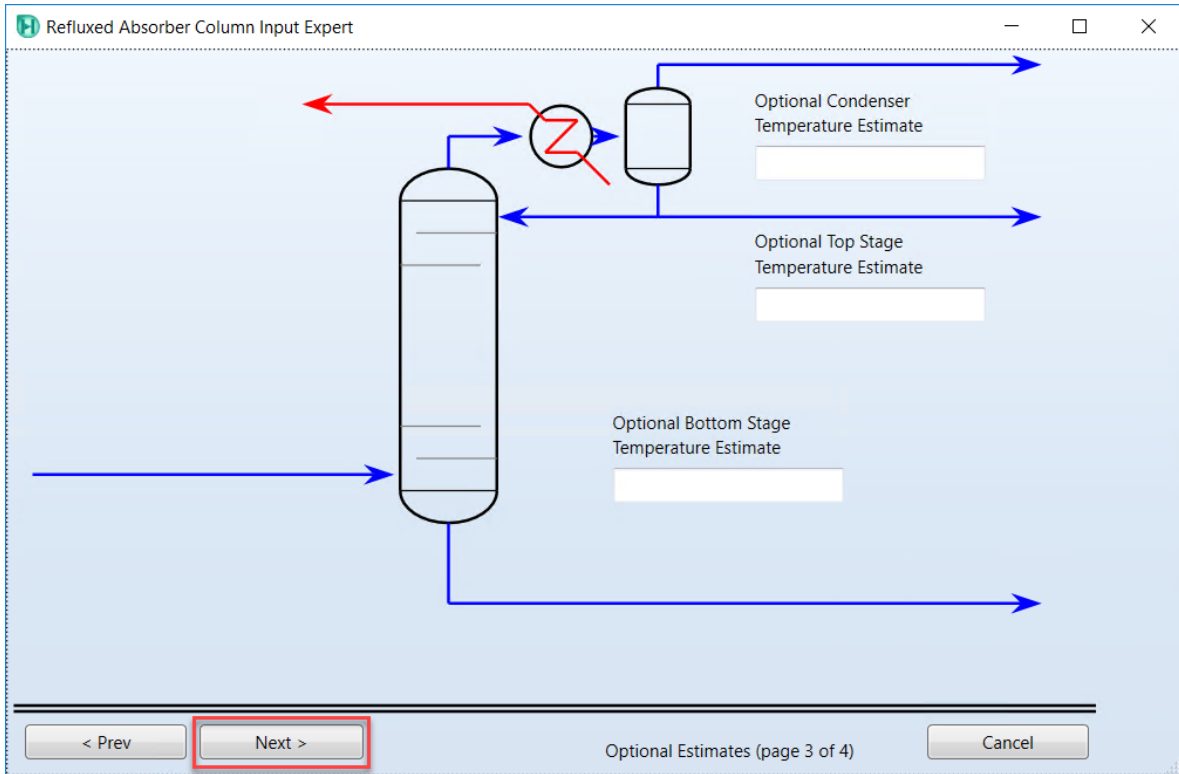 Refluxed Absorber Column Input Expert
Optional Condenser
Temperature Estimate
Optional Top Stage
Temperature Estimate
Optional Bottom Stage
Temperature Estimate
< Prev
Next >
Optional Estimates (page 3 of 4)
Cancel